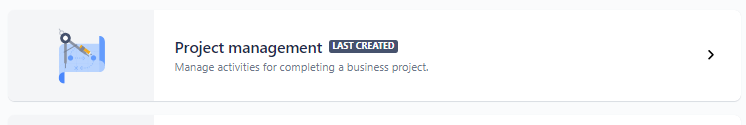 Project management LAST CREATED
Manage activities for completing a business project.